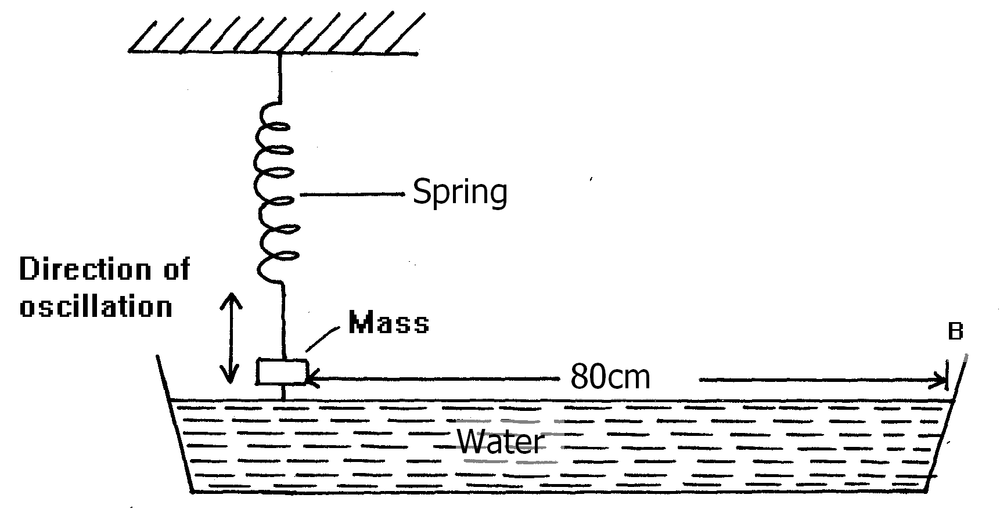 Spring
Direction of
oscillation
Mass
B
80cm
Water